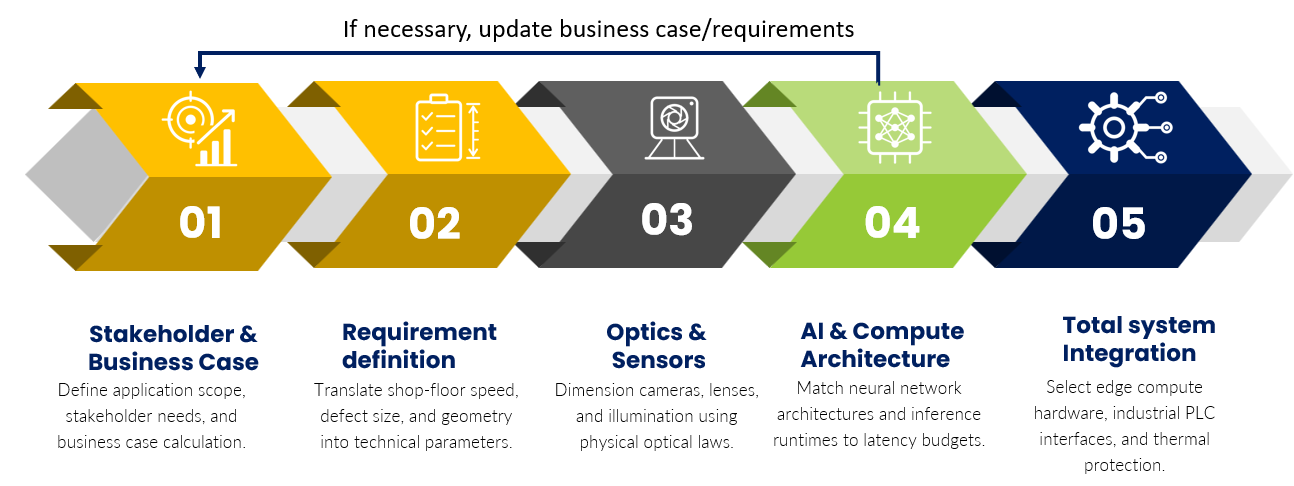 If necessary, update business case/requirements
01
02
03
04
05
Stakeholder &
Business Case
Define application scope,
stakeholder needs, and
business case calculation.
Requirement
definition
Translate shop-floor speed,
defect size, and geometry
into technical parameters.
Optics &
Sensors
Dimension cameras, lenses,
and illumination using
physical optical laws.
AI & Compute
Architecture
Match neural network
architectures and inference
runtimes to latency budgets.
Total system
Integration
Select edge compute
hardware, industrial PLC
interfaces, and thermal
protection.